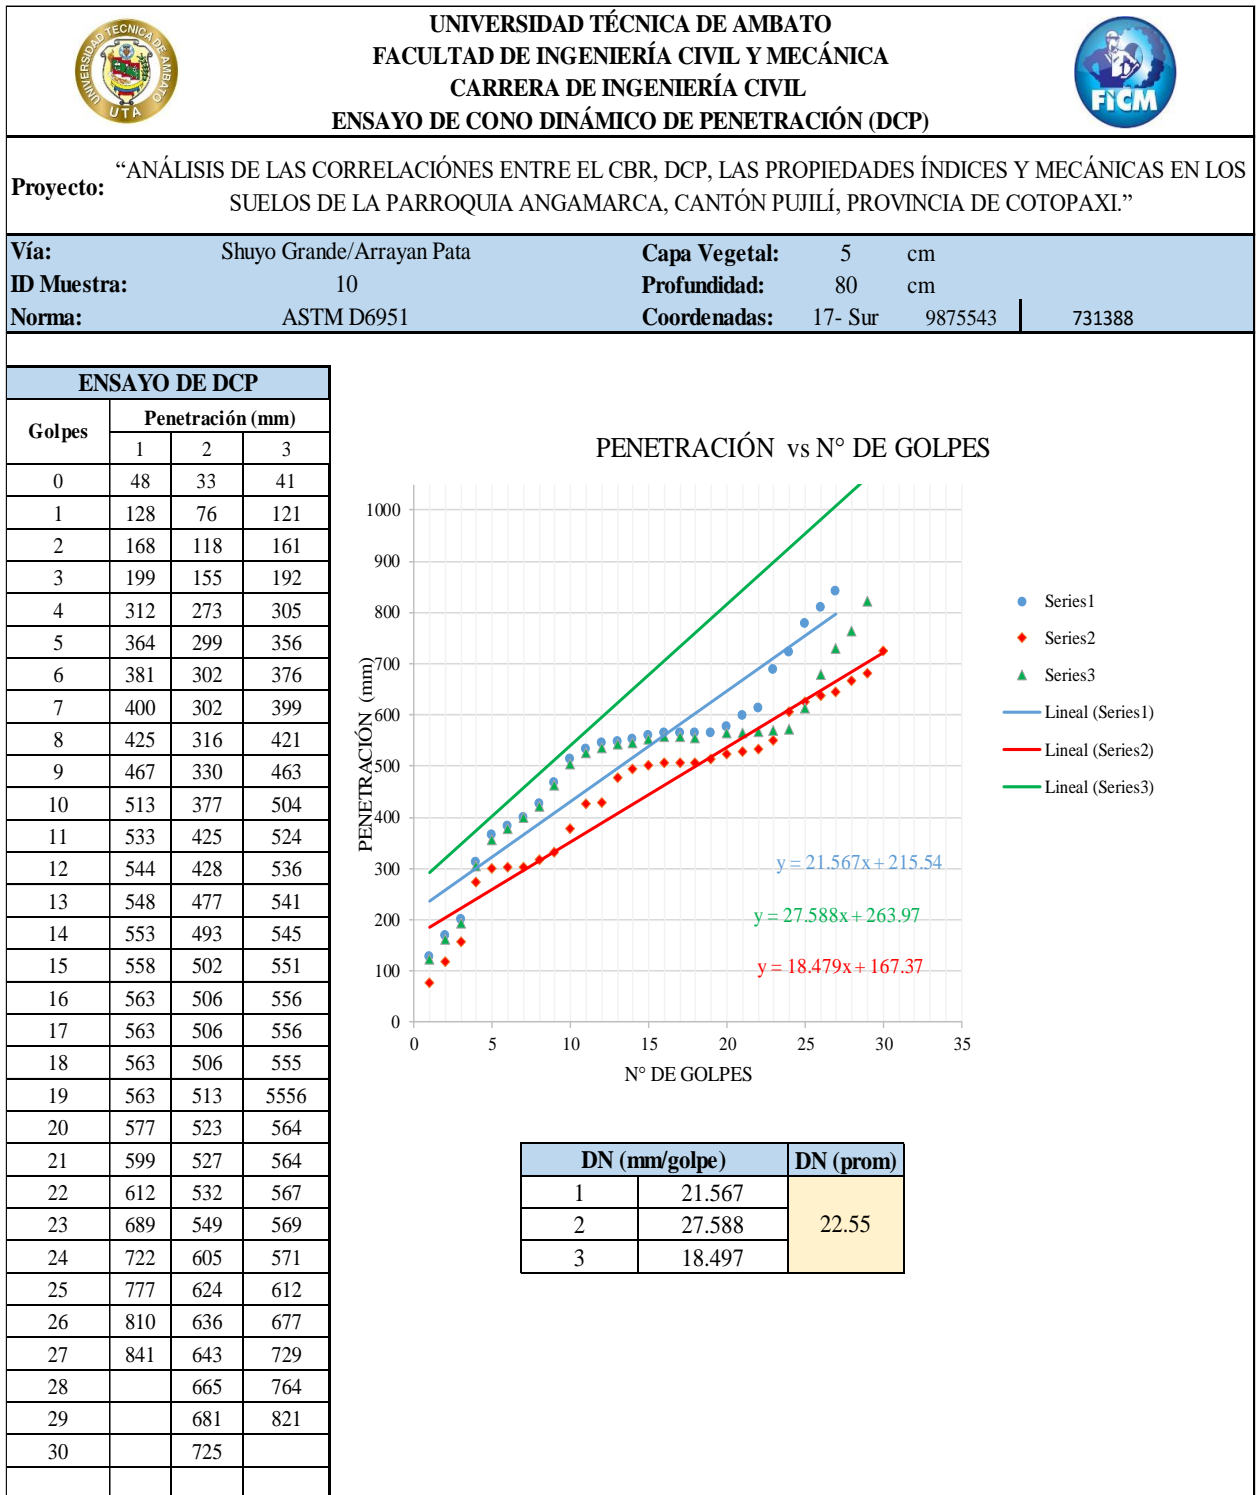 UNIVERSIDAD TÉCNICA DE AMBATO
FACULTAD DE INGENIERÍA CIVIL Y MECÁNICA
CARRERA DE INGENIERÍA CIVIL
ENSAYO DE CONO DINÁMICO DE PENETRACIÓN (DCP)
UNIVERSIDAD TECNICA DE AMBATO
UTA
FICM
Proyecto: “ANÁLISIS DE LAS CORRELACIÓNES ENTRE EL CBR, DCP, LAS PROPIEDADES ÍNDICES Y MECÁNICAS EN LOS
SUELOS DE LA PARROQUIA ANGAMARCA, CANTÓN PUJILÍ, PROVINCIA DE COTOPAXI.”
Vía: Shuyo Grande/Arrayan Pata Capa Vegetal: 5 cm
ID Muestra: 10 Profundidad: 80 cm
Norma: ASTM D6951 Coordenadas: 17- Sur 9875543 731388
ENSAYO DE DCP
Golpes Penetración (mm)
1 2 3
0 48 33 41
1 128 76 121
2 168 118 161
3 199 155 192
4 312 273 305
5 364 299 356
6 381 302 376
7 400 302 399
8 425 316 421
9 467 330 463
10 513 377 504
11 533 425 524
12 544 428 536
13 548 477 541
14 553 493 545
15 558 502 551
16 563 506 556
17 563 506 556
18 563 506 555
19 563 513 5556
20 577 523 564
21 599 527 564
22 612 532 567
23 689 549 569
24 722 605 571
25 777 624 612
26 810 636 677
27 841 643 729
28 665 764
29 681 821
30 725
PENETRACIÓN vs N° DE GOLPES
PENETRACIÓN (mm)
1000
900
800
700
600
500
400
300
200
100
0
0 5 10 15 20 25 30 35
N° DE GOLPES
y = 21.567x + 215.54
y = 27.588x + 263.97
y = 18.479x + 167.37
Series1
Series2
Series3
Lineal (Series1)
Lineal (Series2)
Lineal (Series3)
DN (mm/golpe) DN (prom)
1 21.567
2 27.588 22.55
3 18.497